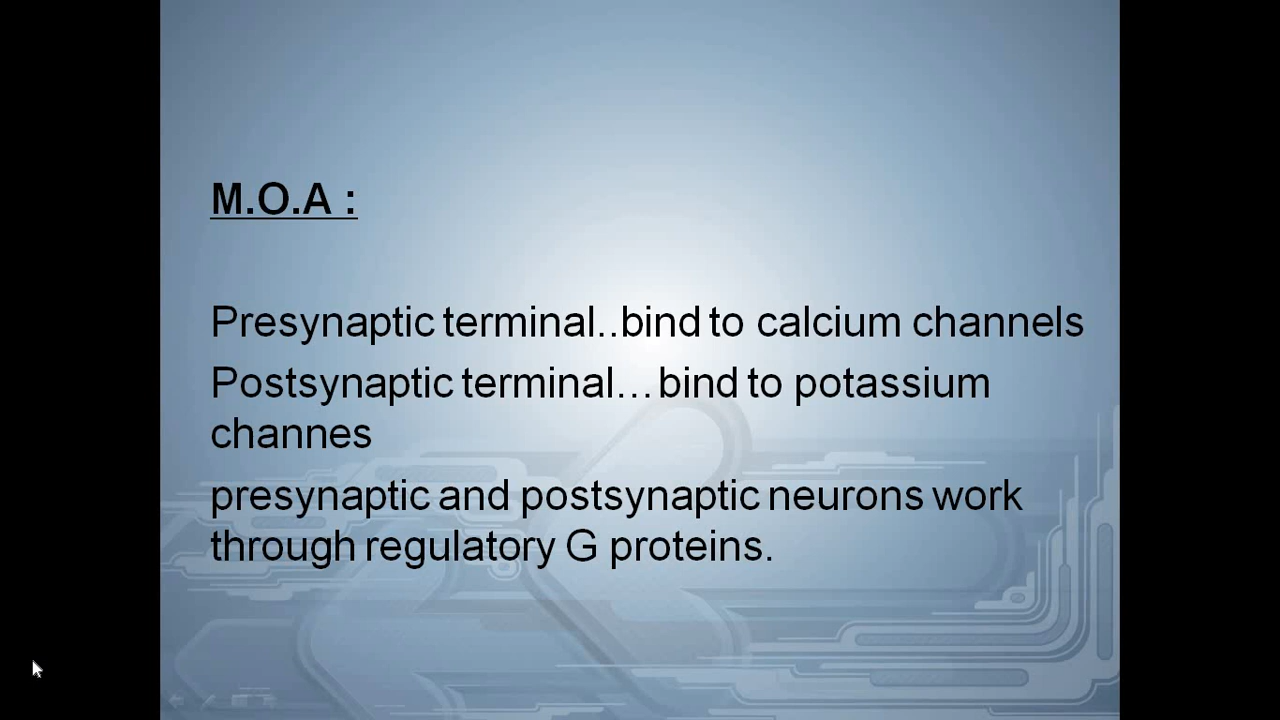 M.O.A :
Presynaptic terminal..bind to calcium channels
Postsynaptic terminal…bind to potassium
channes
presynaptic and postsynaptic neurons work
through regulatory G proteins.